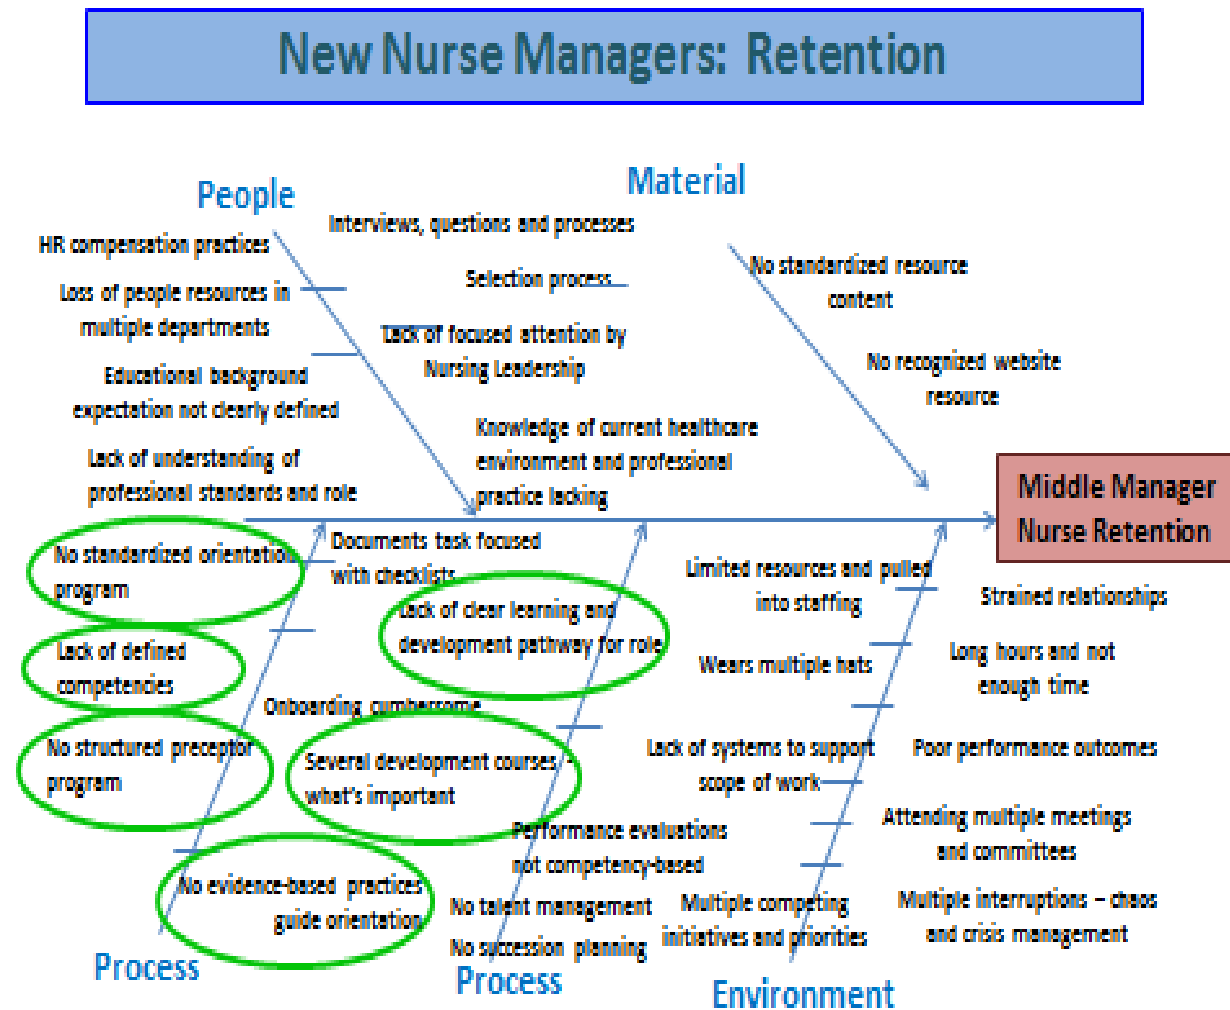 New Nurse Managers: Retention
People
Material
HR compensation practices
Loss of people resources in
multiple departments
Educational background
expectation not clearly defined
Lack of understanding of
professional standards and role
Interviews, questions and processes
Selection process
Lack of focused attention by
Nursing Leadership
Knowledge of current healthcare
environment and professional
practice lacking
No standardized resource
content
No recognized website
resource
Middle Manager
Nurse Retention
No standardized orientation
program
Lack of defined
competencies
No structured preceptor
program
No evidence-based practices
guide orientation
Documents task focused
with checklists
Lack of clear learning and
development pathway for role
Onboarding cumbersome
Several development courses -
what's important
Performance evaluations
not competency-based
No talent management
No succession planning
Limited resources and pulled
into staffing
Wears multiple hats
Lack of systems to support
scope of work
Multiple competing
initiatives and priorities
Strained relationships
Long hours and not
enough time
Poor performance outcomes
Attending multiple meetings
and committees
Multiple interruptions – chaos
and crisis management
Process
Process
Environment